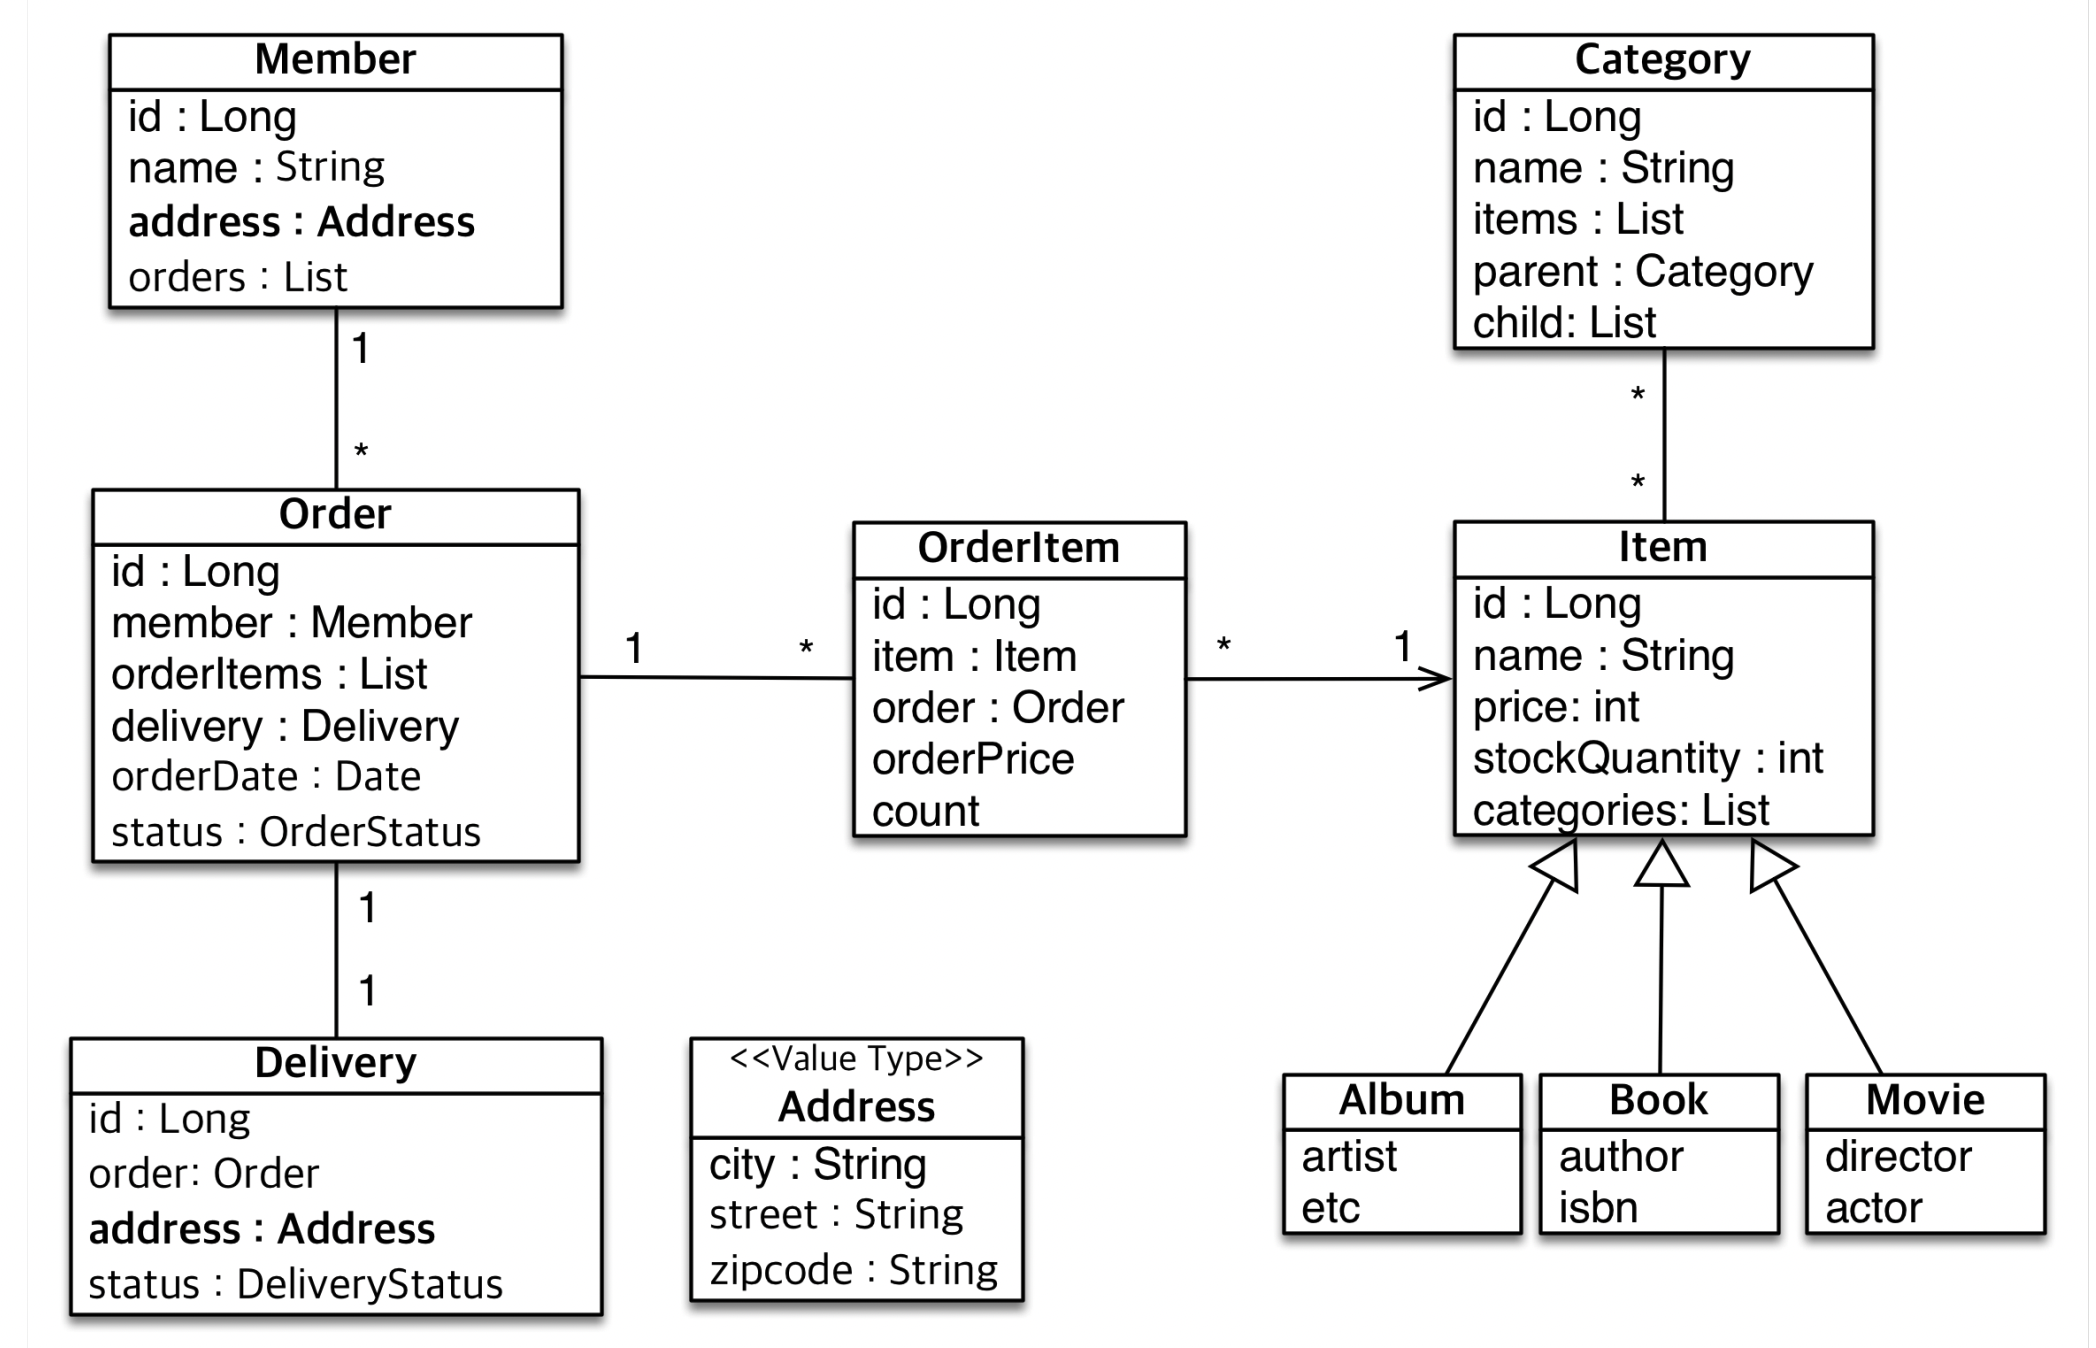 Member
id : Long
name : String
address : Address
orders : List
1
*
Order
id : Long
member : Member
orderItems : List
delivery : Delivery
orderDate : Date
status : OrderStatus
1
*
1
1
Delivery
id : Long
order: Order
address : Address
status : DeliveryStatus
OrderItem
id : Long
item : Item
order : Order
orderPrice
count
*
1
<<Value Type>>
Address
city : String
street : String
zipcode : String
Category
id : Long
name : String
items : List
parent : Category
child: List
*
*
Item
id : Long
name : String
price: int
stockQuantity : int
categories: List
Album
artist
etc
Book
author
isbn
Movie
director
actor